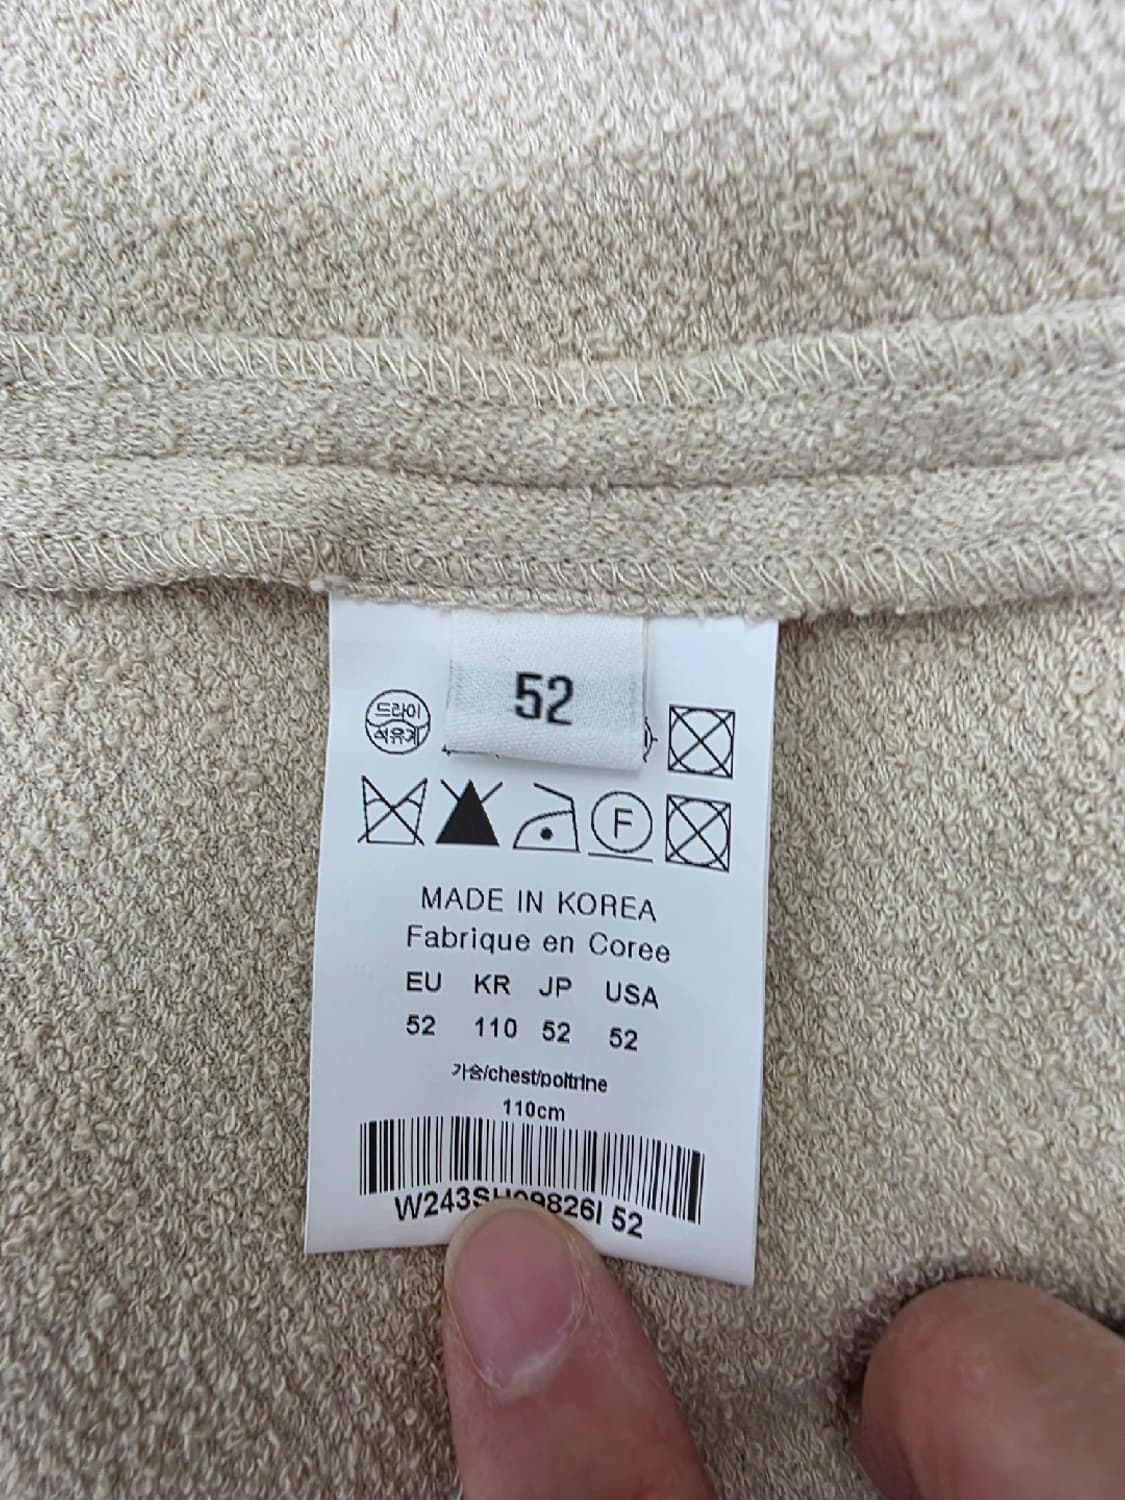 52
드라이
석유계
F
MADE IN KOREA
Fabrique en Coree
EU KR JP USA
52 110 52 52
가슴/chest/poitrine
110cm
W243SH09826I 52